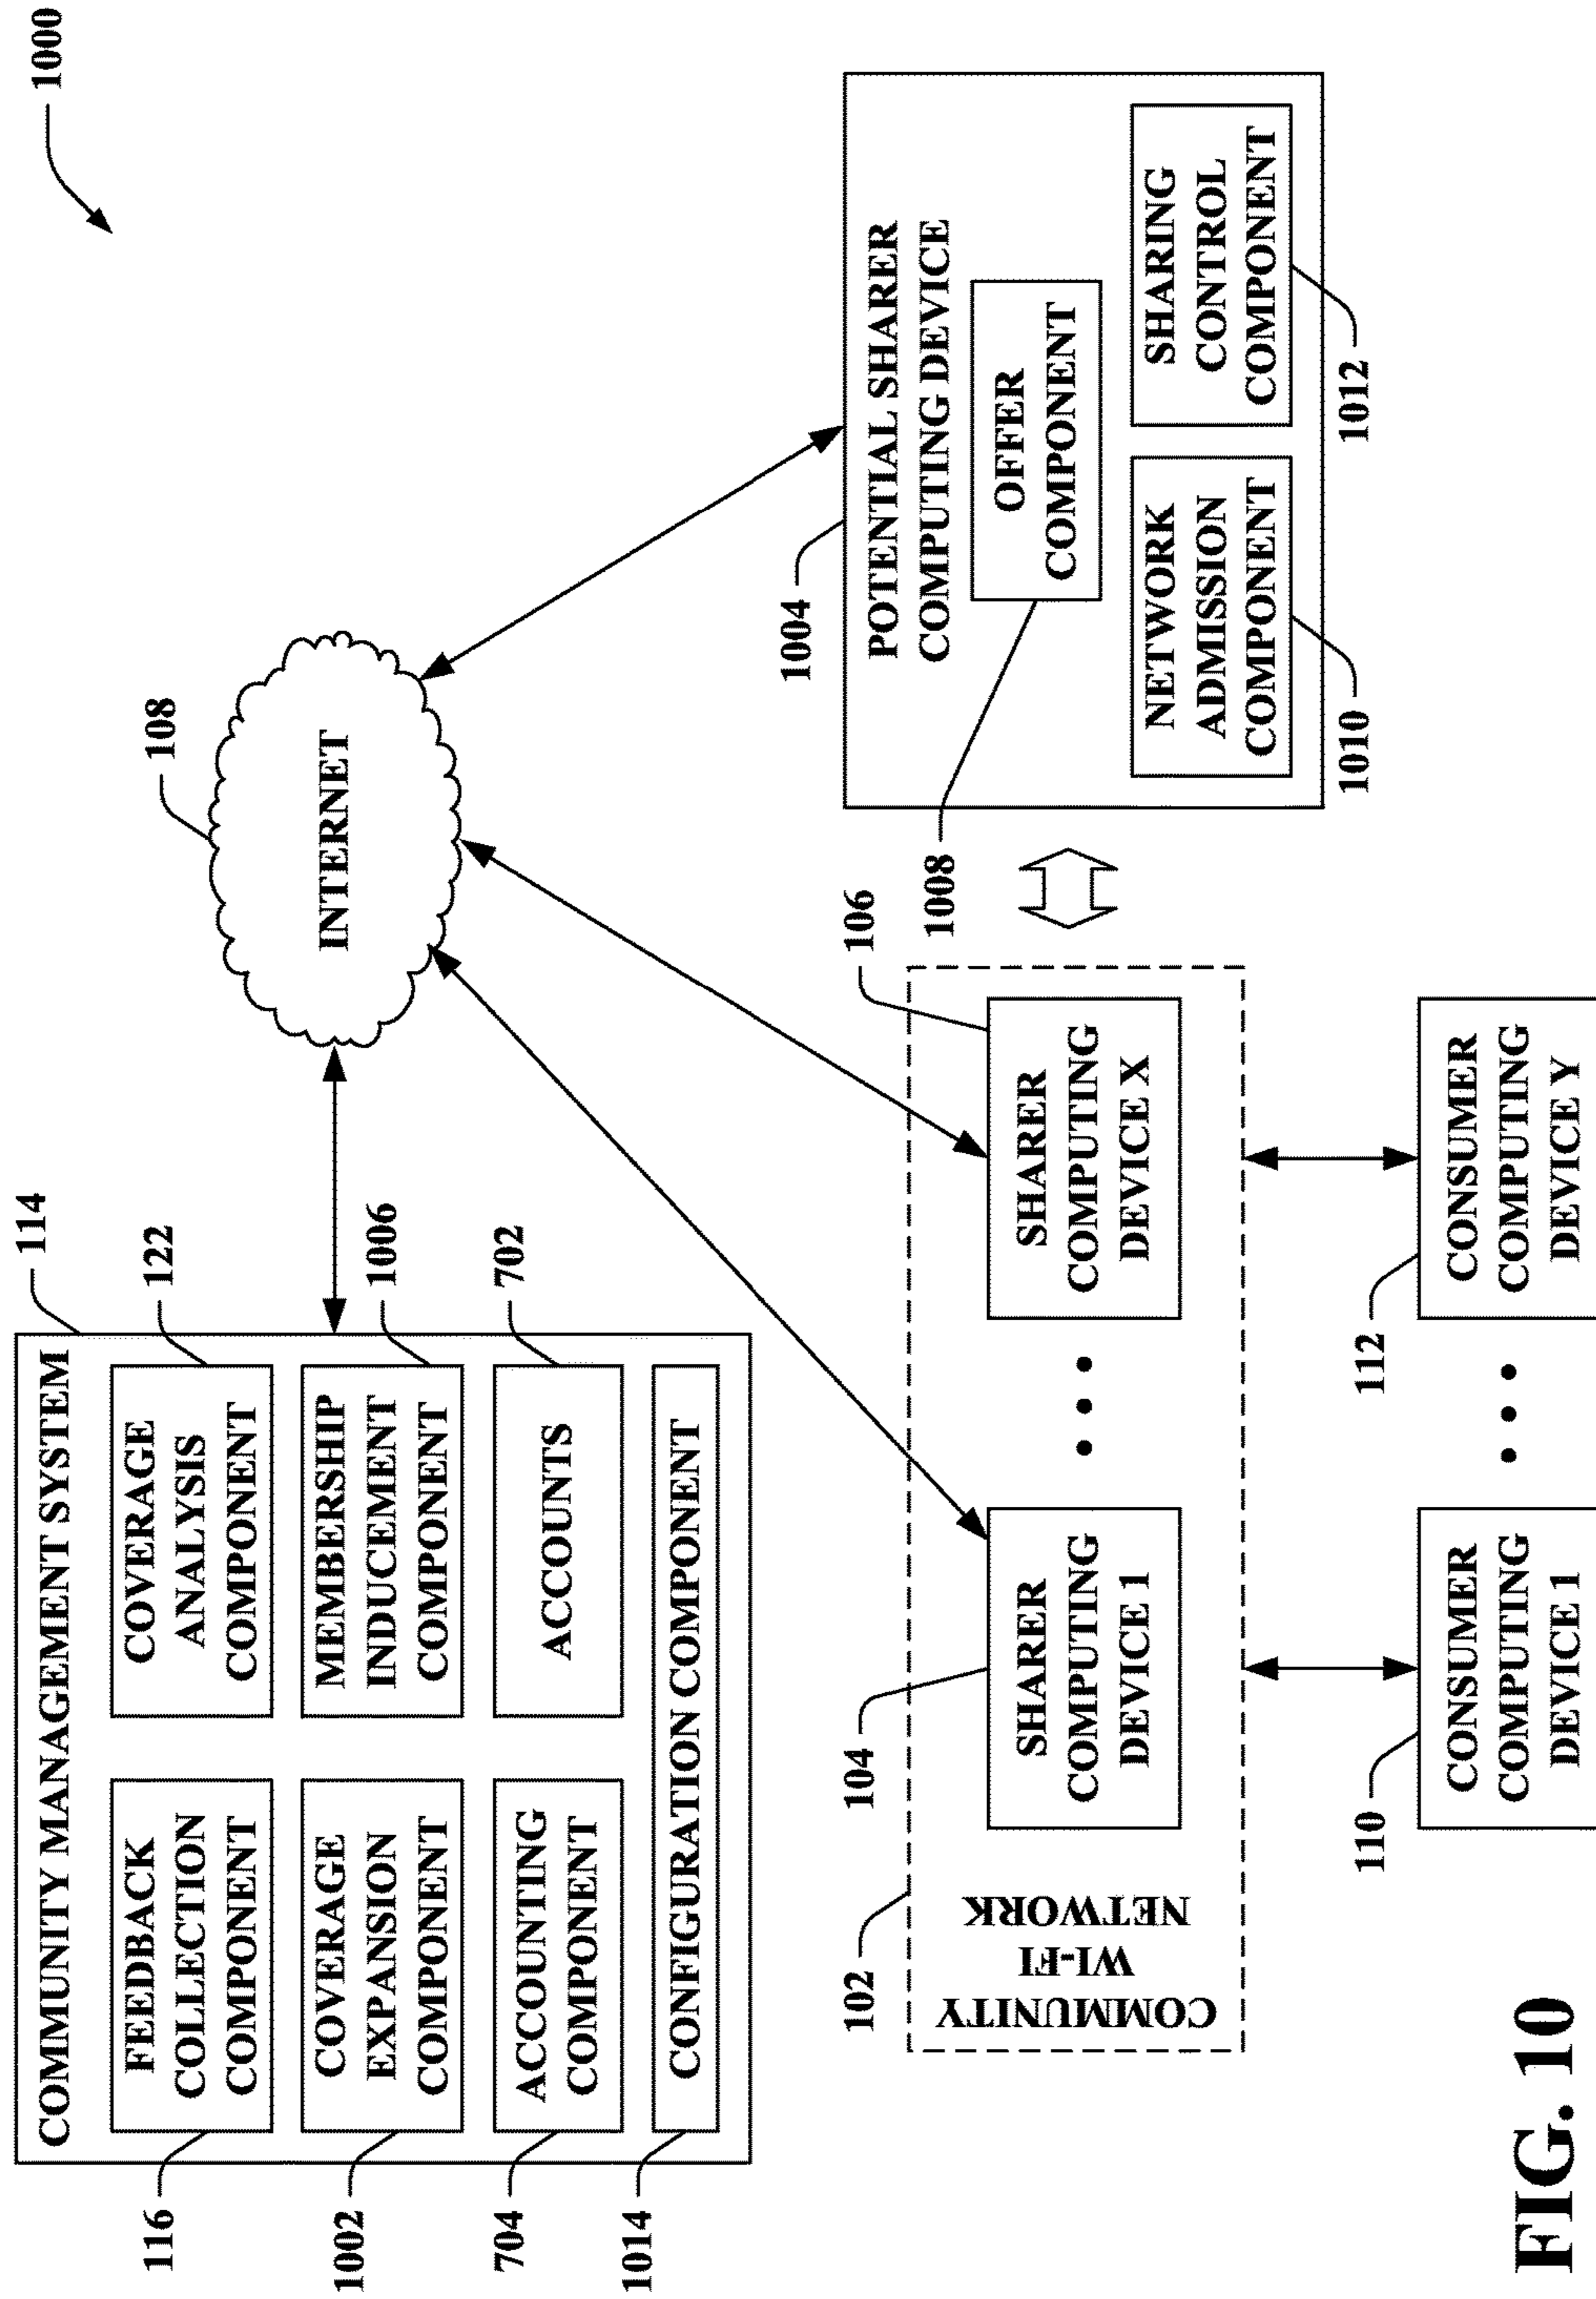 1000
114
COMMUNITY MANAGEMENT SYSTEM
116
FEEDBACK
COLLECTION
COMPONENT
COVERAGE
ANALYSIS
COMPONENT
122
1002
COVERAGE
EXPANSION
COMPONENT
MEMBERSHIP
INDUCEMENT
COMPONENT
1006
704
ACCOUNTING
COMPONENT
ACCOUNTS
702
1014
CONFIGURATION COMPONENT
108
INTERNET
102
COMMUNITY
WI-FI
NETWORK
104
SHARER
COMPUTING
DEVICE 1
106
SHARER
COMPUTING
DEVICE X
1004
POTENTIAL SHARER
COMPUTING DEVICE
1008
OFFER
COMPONENT
NETWORK
ADMISSION
COMPONENT
1010
SHARING
CONTROL
COMPONENT
1012
110
CONSUMER
COMPUTING
DEVICE 1
112
CONSUMER
COMPUTING
DEVICE Y
FIG. 10